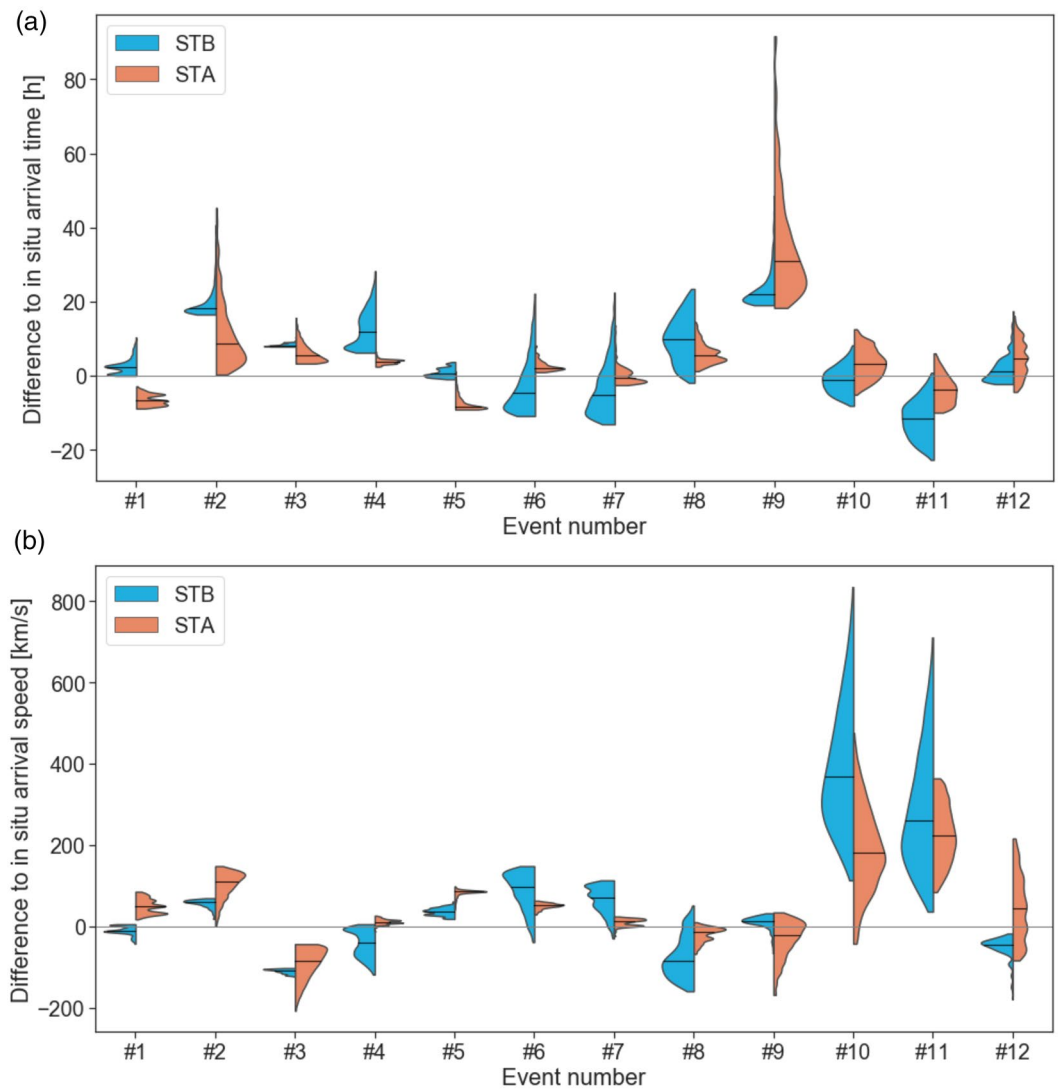 (a)
STB
STA
Difference to in situ arrival time [h]
80
60
40
20
0
−20
#1 #2 #3 #4 #5 #6 #7 #8 #9 #10 #11 #12
Event number
(b)
STB
STA
Difference to in situ arrival speed [km/s]
800
600
400
200
0
−200
#1 #2 #3 #4 #5 #6 #7 #8 #9 #10 #11 #12
Event number